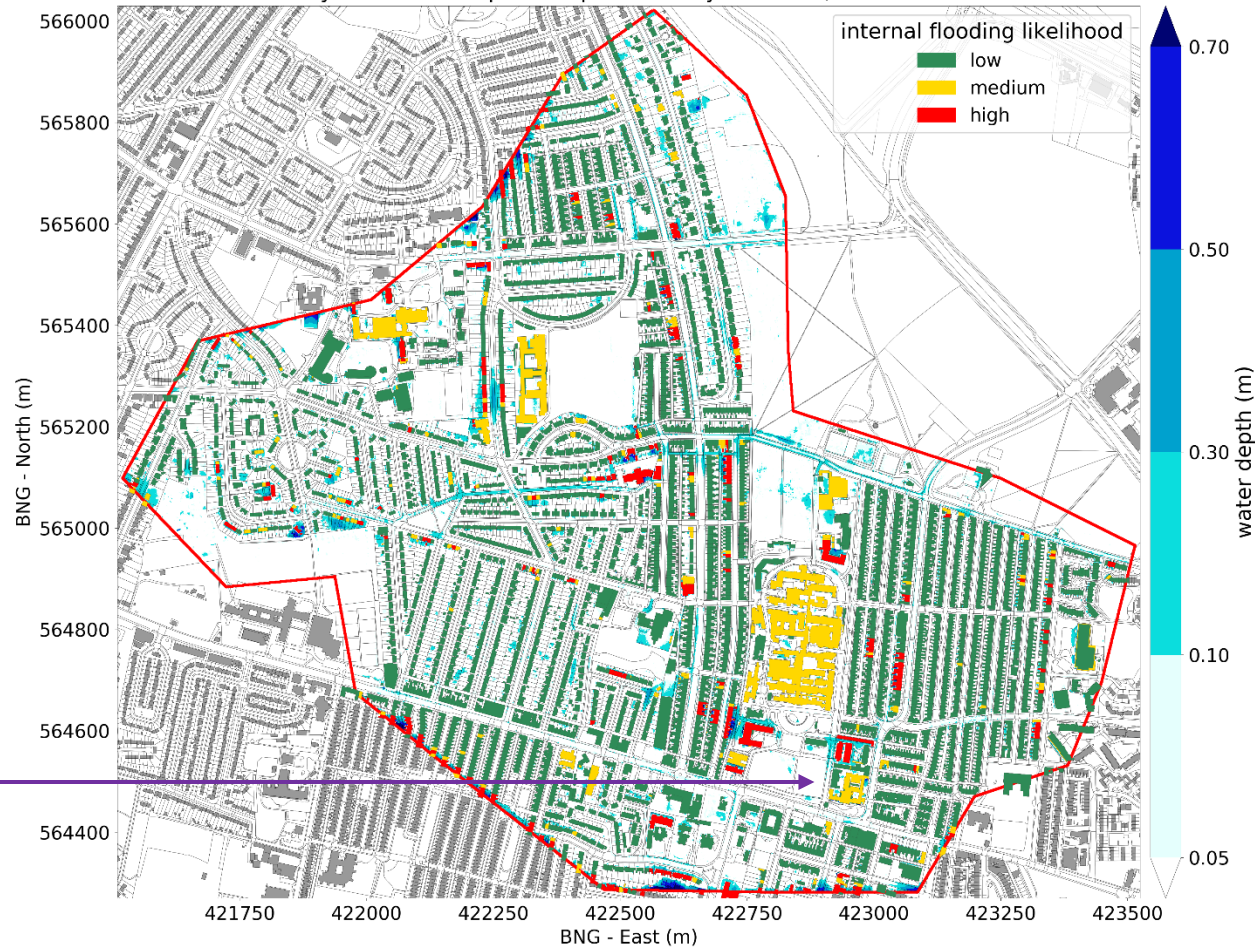 internal flooding likelihood
low
medium
high
566000
565800
565600
565400
565200
565000
564800
564600
564400
BNG - North (m)
421750 422000 422250 422500 422750 423000 423250 423500
BNG - East (m)
0.70
0.50
0.30
0.10
0.05
water depth (m)